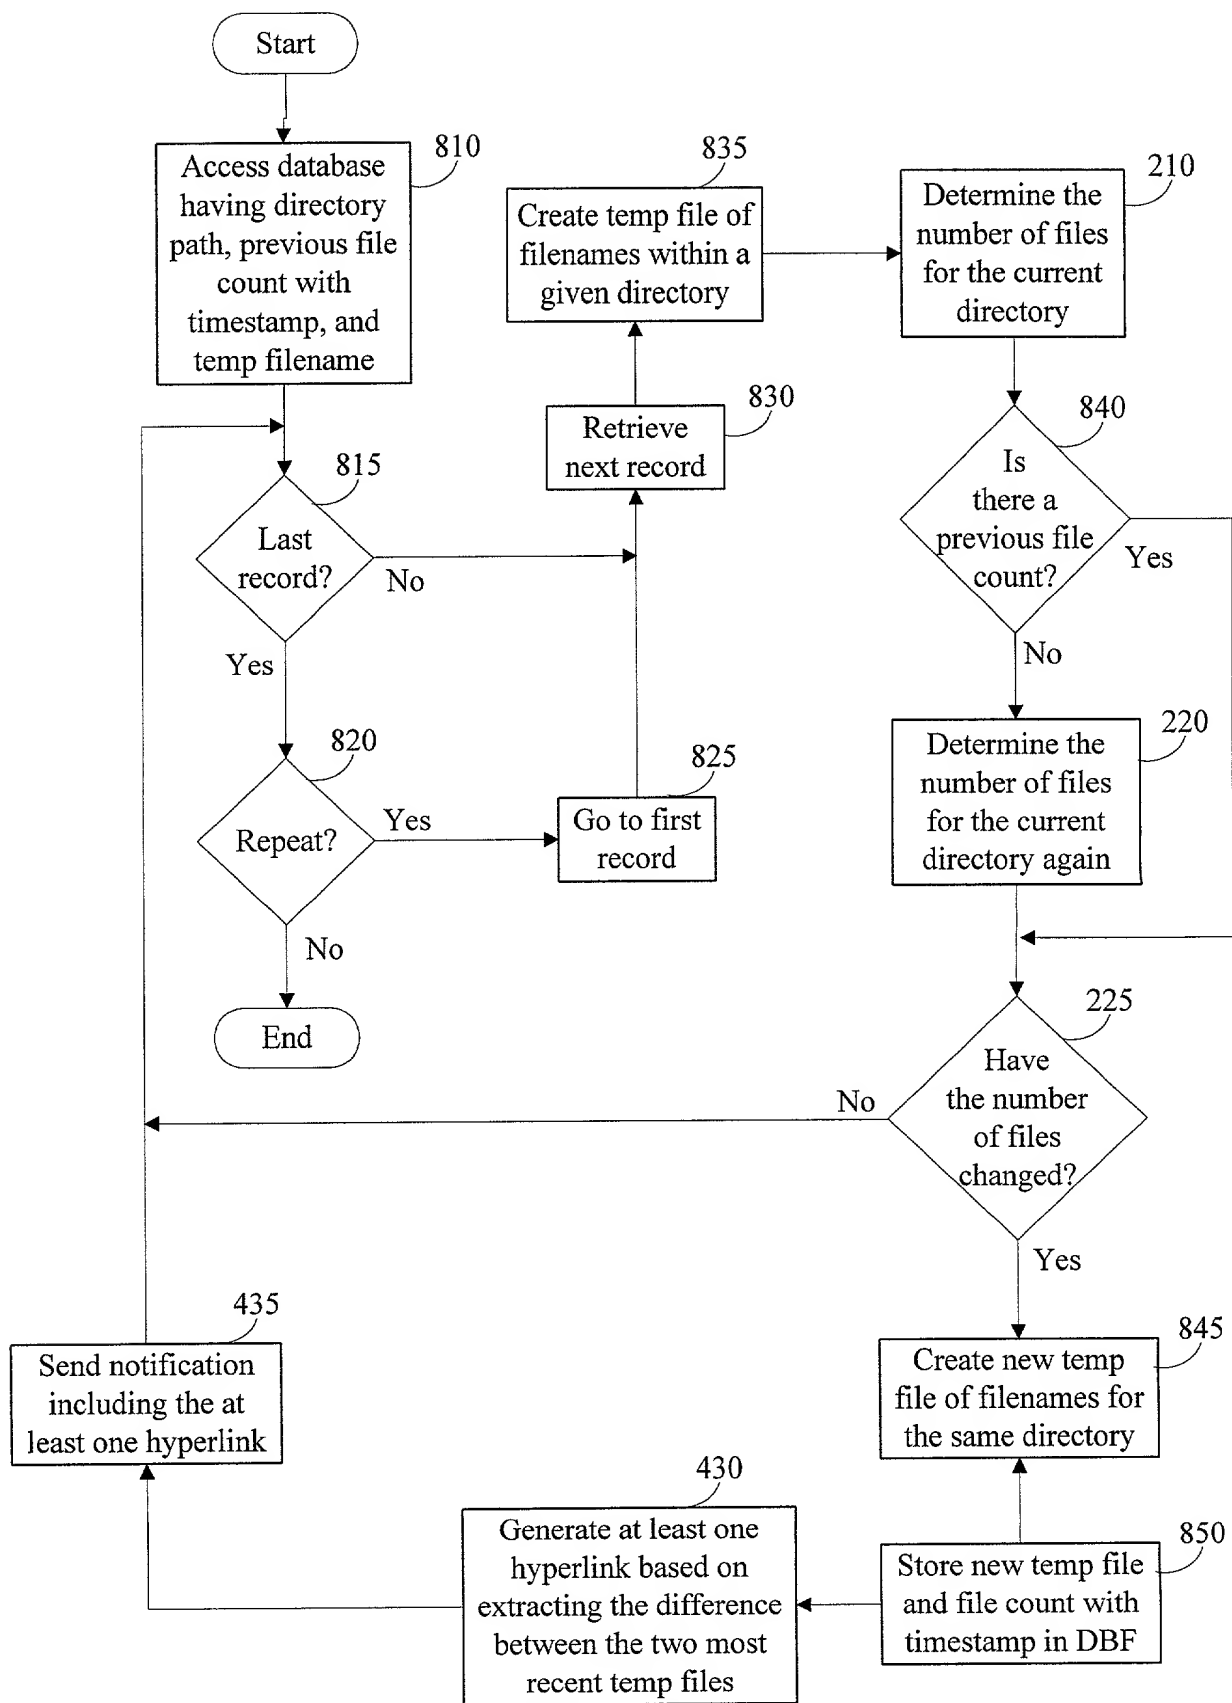 Start
810
Access database
having directory
path, previous file
count with
timestamp, and
temp filename
815
Last
record?
No
Yes
820
Repeat?
Yes
No
End
825
Go to first
record
830
Retrieve
next record
835
Create temp file of
filenames within a
given directory
210
Determine the
number of files
for the current
directory
840
Is
there a
previous file
count?
Yes
No
220
Determine the
number of files
for the current
directory again
225
Have
the number
of files
changed?
No
Yes
845
Create new temp
file of filenames for
the same directory
850
Store new temp file
and file count with
timestamp in DBF
430
Generate at least one
hyperlink based on
extracting the difference
between the two most
recent temp files
435
Send notification
including the at
least one hyperlink